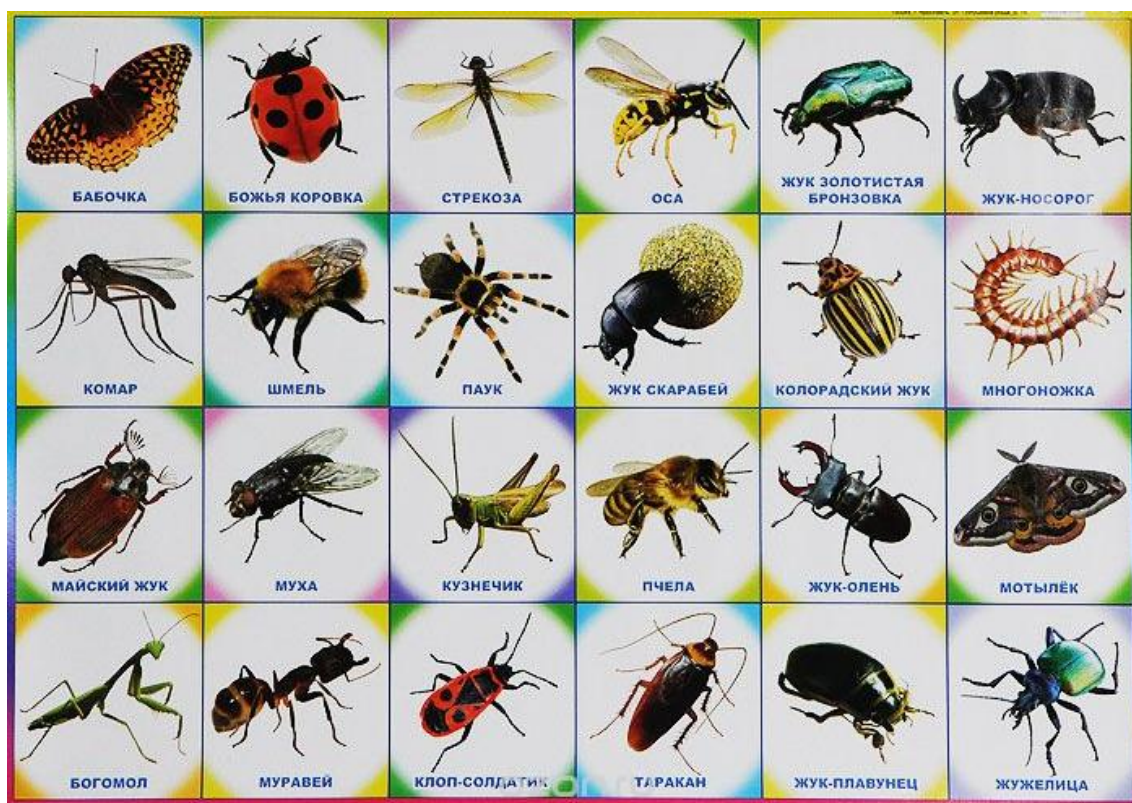 БАБОЧКА
БОЖЬЯ КОРОВКА
СТРЕКОЗА
ОСА
ЖУК ЗОЛОТИСТАЯ
БРОНЗОВКА
ЖУК-НОСОРОГ
КОМАР
ШМЕЛЬ
ПАУК
ЖУК СКАРАБЕЙ
КОЛОРАДСКИЙ ЖУК
МНОГОНОЖКА
МАЙСКИЙ ЖУК
МУХА
КУЗНЕЧИК
ПЧЕЛА
ЖУК-ОЛЕНЬ
МОТЫЛЁК
БОГОМОЛ
МУРАВЕЙ
КЛОП-СОЛДАТИК
ТАРАКАН
ЖУК-ПЛАВУНЕЦ
ЖУЖЕЛИЦА